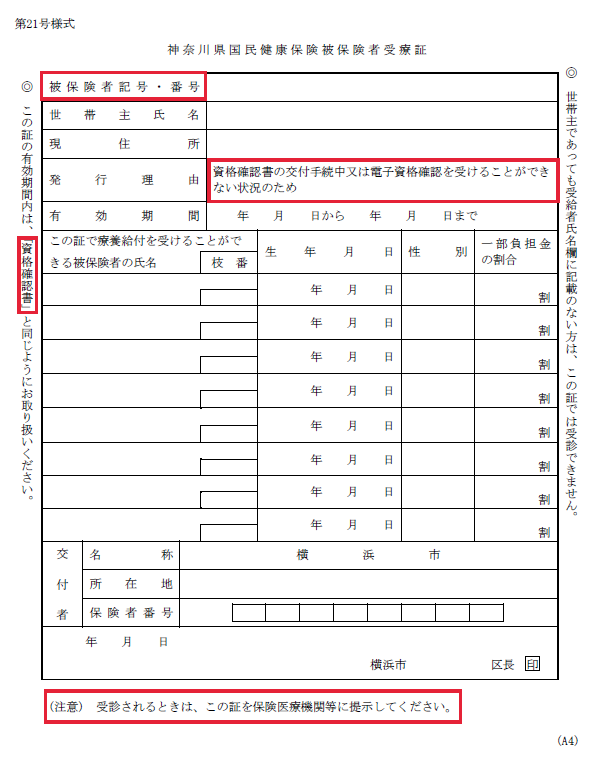 第21号様式
神奈川県国民健康保険被保険者受療証
◎　世帯主であっても受給者氏名欄に記載のない方は、この証では受診できません。
◎　この証の有効期間内は、「資格確認書」と同じようにお取り扱いください。
被保険者記号・番号
世帯主氏名
現住所
発行理由　資格確認書の交付手続中又は電子資格確認を受けることができ
ない状況のため
有効期間　年　月　日から　年　月　日まで
この証で療養給付を受けることがで
きる被保険者の氏名　枝番　生年月日　性別　一部負担金
の割合
年　月　日　割
年　月　日　割
年　月　日　割
年　月　日　割
年　月　日　割
年　月　日　割
年　月　日　割
年　月　日　割
交付者　名称　横浜市
所在地
保険者番号
年　月　日
横浜市　区長　印
(注意)　受診されるときは、この証を保険医療機関等に提示してください。
(A4)